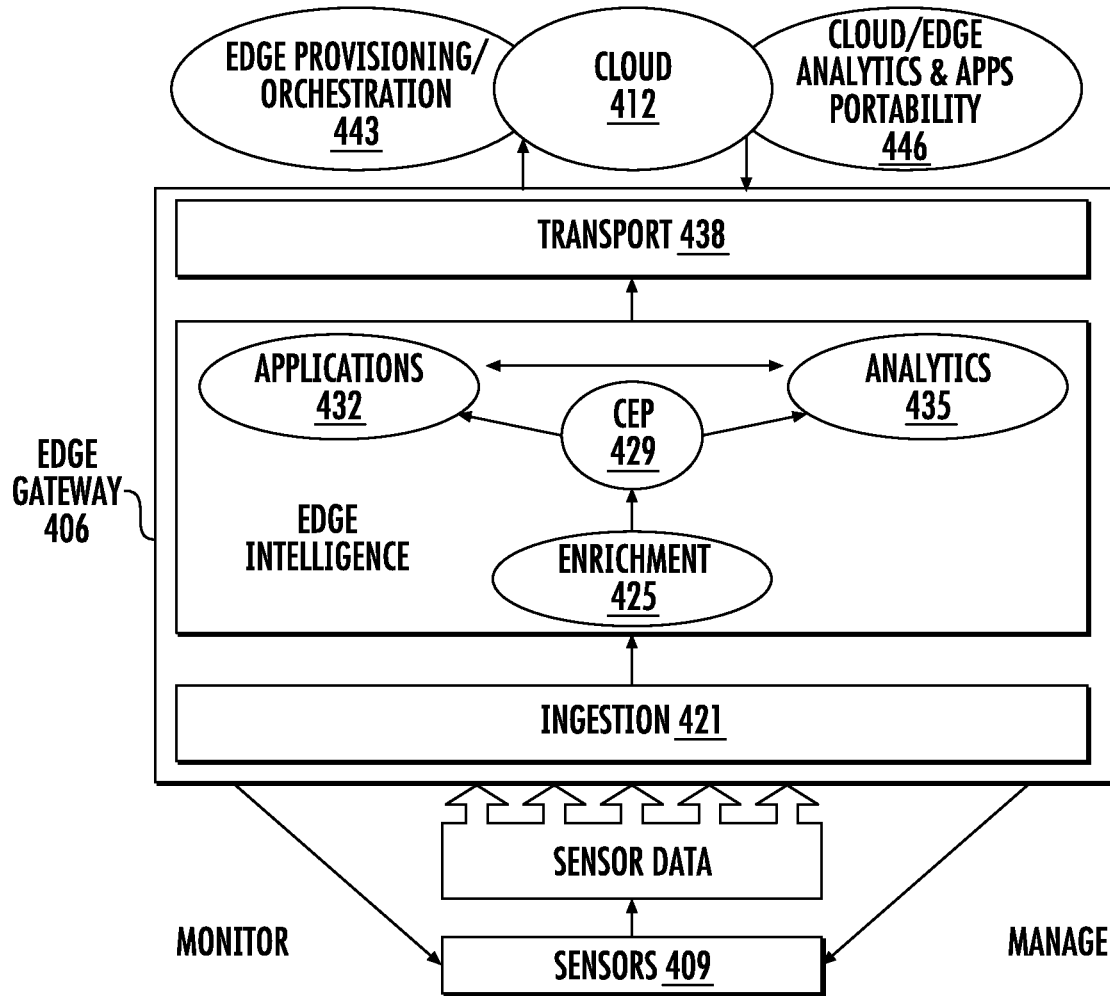 EDGE PROVISIONING/
ORCHESTRATION
443
CLOUD
412
CLOUD/EDGE
ANALYTICS & APPS
PORTABILITY
446
TRANSPORT 438
APPLICATIONS
432
ANALYTICS
435
CEP
429
EDGE
GATEWAY
406
EDGE
INTELLIGENCE
ENRICHMENT
425
INGESTION 421
SENSOR DATA
MONITOR
SENSORS 409
MANAGE